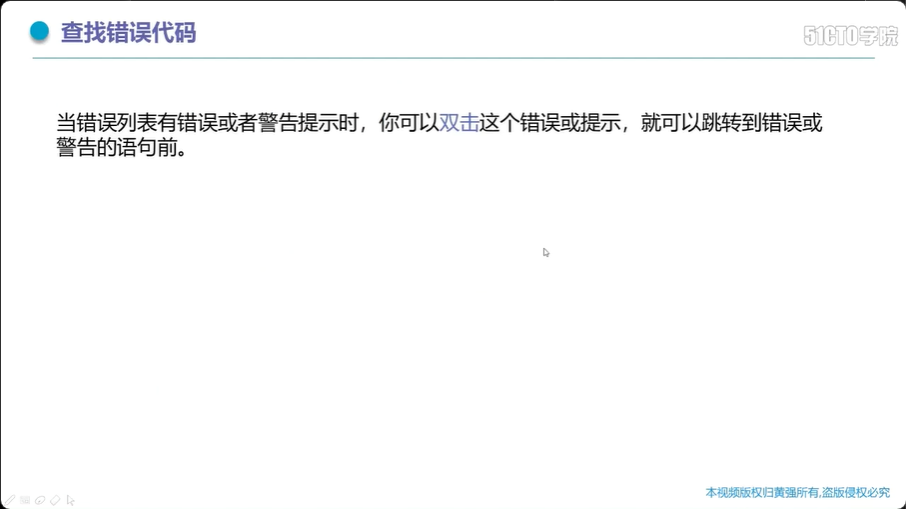 查找错误代码
51CTO学院
当错误列表有错误或者警告提示时，你可以双击这个错误或提示，就可以跳转到错误或
警告的语句前。
本视频版权归黄强所有,盗版侵权必究